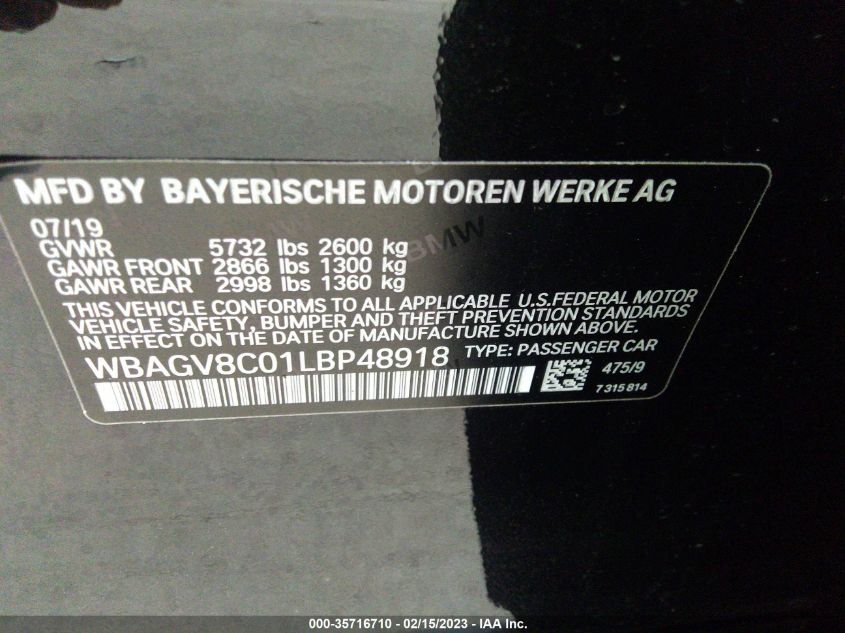 MFD BY BAYERISCHE MOTOREN WERKE AG
07/19
GVWR 5732 lbs 2600 kg
GAWR FRONT 2866 lbs 1300 kg
GAWR REAR 2998 lbs 1360 kg
BMW
THIS VEHICLE CONFORMS TO ALL APPLICABLE U.S.FEDERAL MOTOR
VEHICLE SAFETY, BUMPER, AND THEFT PREVENTION STANDARDS
IN EFFECT ON THE DATE OF MANUFACTURE SHOWN ABOVE.
WBAGV8C01LBP48918 TYPE: PASSENGER CAR
475/9
7315814
000-35716710 - 02/15/2023 - IAA Inc.